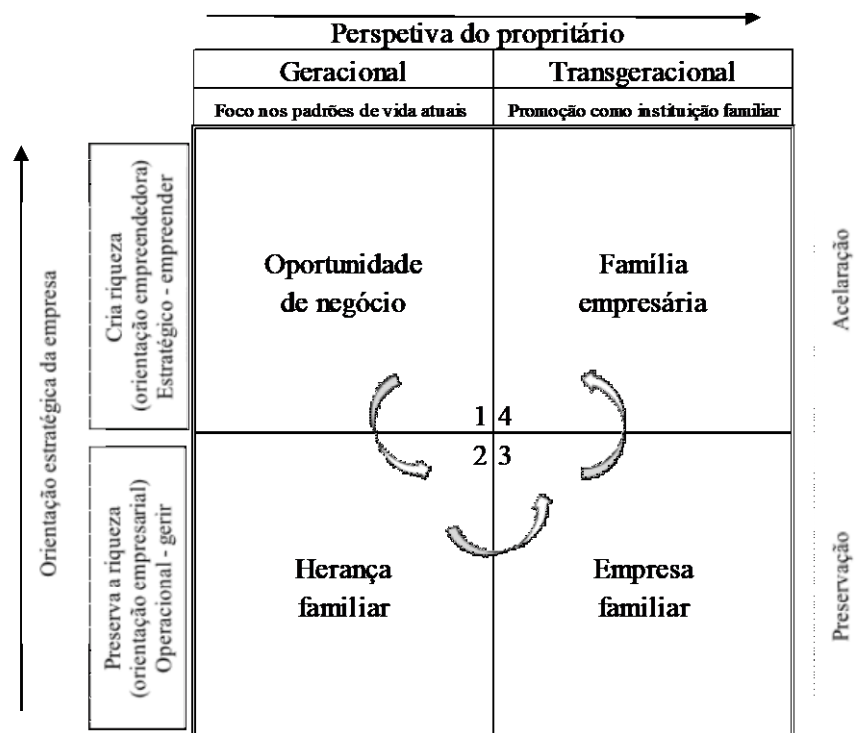 Perspetiva do propritário
Geracional
Transgeracional
Foco nos padrões de vida atuais
Promoção como instituição familiar
Orientação estratégica da empresa
Cria riqueza
(orientação empreendedora)
Estratégico - empreender
Oportunidade
de negócio
Família
empresária
Acelaração
1 4
2 3
Preserva a riqueza
(orientação empresarial)
Operacional - gerir
Herança
familiar
Empresa
familiar
Preservação